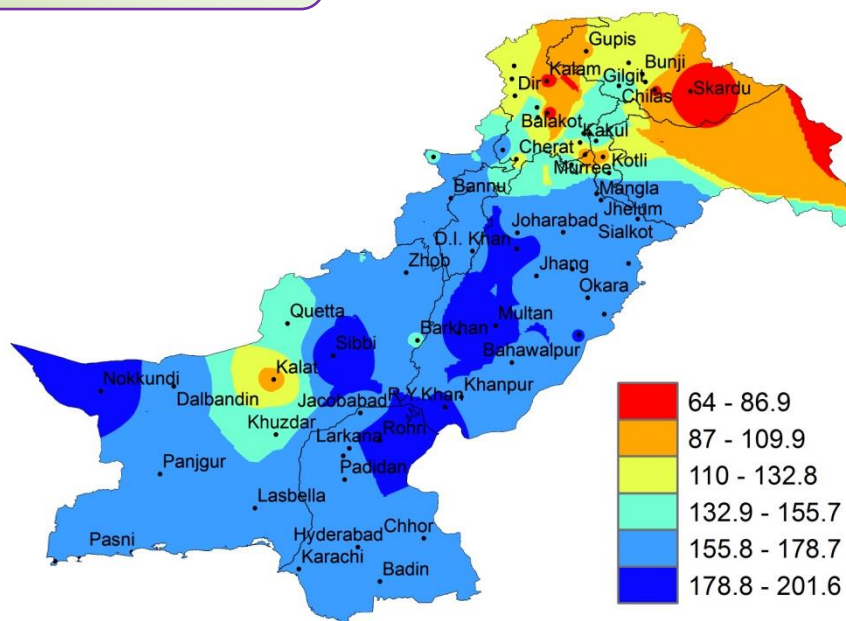 Gupis
Bunji
Kalam
Gilgit
Dir
Skardu
Chilas
Balakot
Kakul
Cherat
Kotli
Murree
Bannu
Mangla
Jhelum
Joharabad
Sialkot
D.I. Khan
Zhob
Jhang
Okara
Quetta
Multan
Barkhan
Sibbi
Bahawalpur
Kalat
Nokkundi
Khanpur
Dalbandin
R Y Khan
Jacobabad
Khuzdar
Rohri
Larkana
Panjgur
Padidan
Lasbella
Chhor
Hyderabad
Pasni
Karachi
Badin
64 - 86.9
87 - 109.9
110 - 132.8
132.9 - 155.7
155.8 - 178.7
178.8 - 201.6